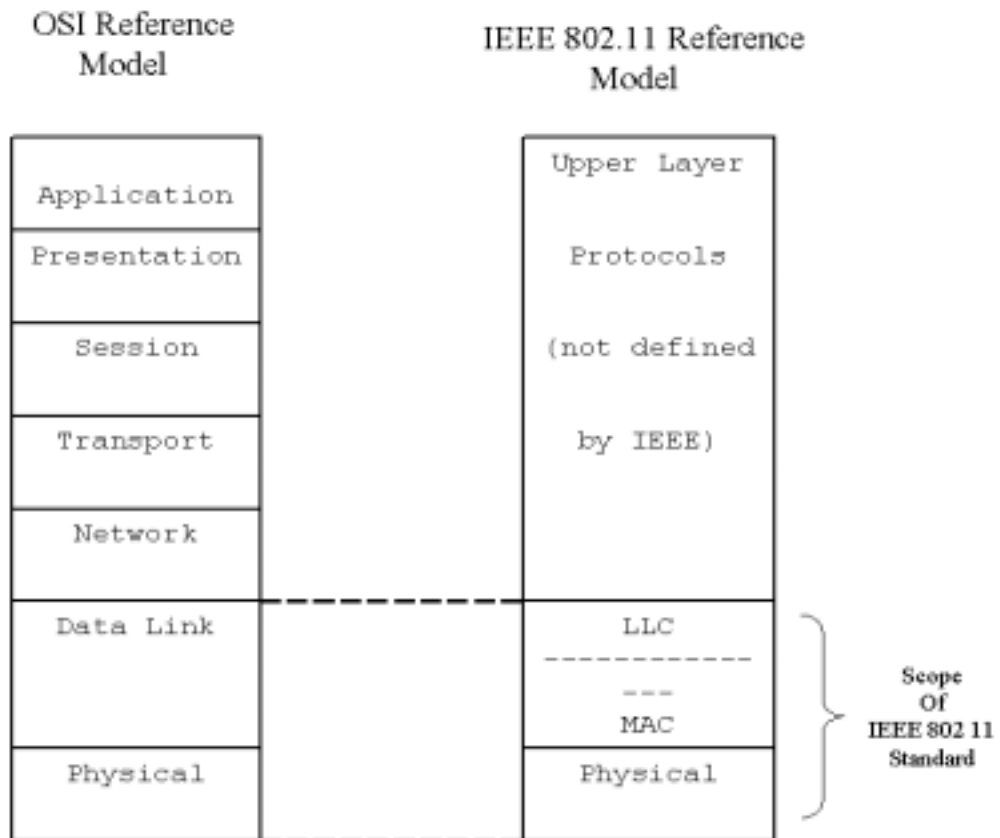 OSI Reference
Model
IEEE 802.11 Reference
Model
Application
Presentation
Session
Transport
Network
Data Link
Physical
Upper Layer
Protocols
(not defined
by IEEE)
LLC
------------
---
MAC
Physical
Scope
Of
IEEE 802 11
Standard